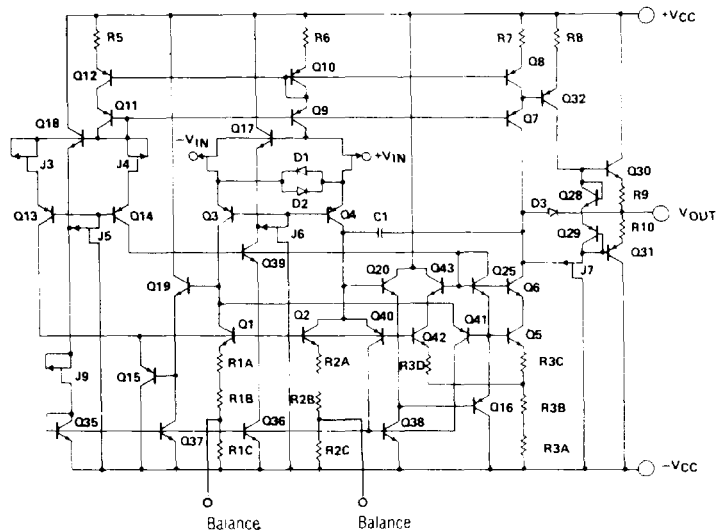 +VCC
R5 R6 R7 R8
Q12 Q10 Q8
Q32
Q11 Q9 Q7
Q18 Q17
-VIN +VIN
D1
J3 J4
D2
Q30
Q28 R9
Q13 Q14 Q3 Q4 C1 D3 VOUT
J5 J6 Q29 R10
Q39 Q31
Q20 Q43 Q25 J7
Q19 Q6
Q1 Q2 Q40 Q41 Q5
Q42
J9 R1A R2A R3D R3C
Q15
R1B R2B Q16 R3B
Q35 Q37 Q36 Q38
R1C R2C R3A
-VCC
Balance Balance